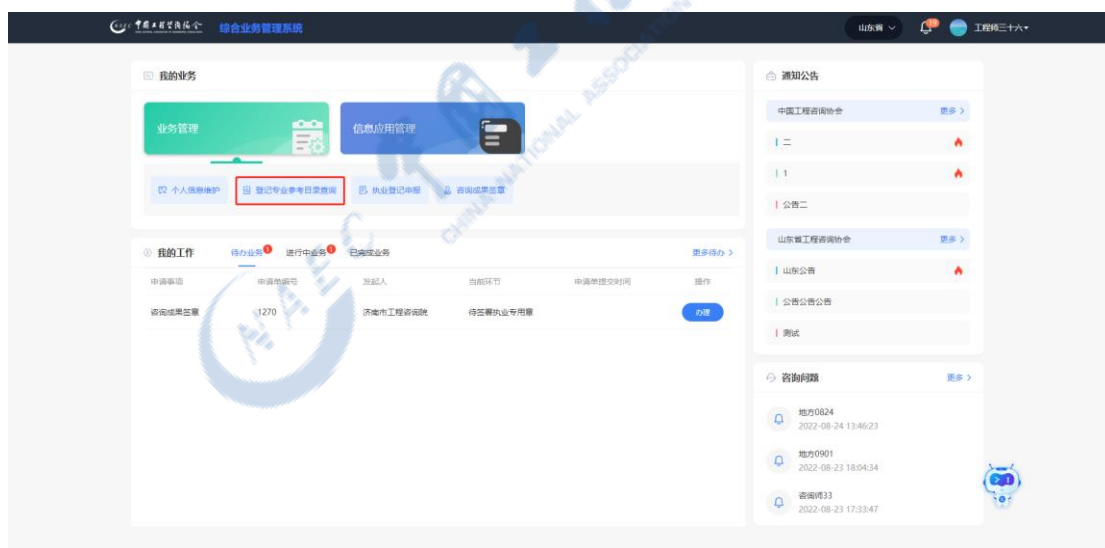 中国工程咨询协会 综合业务管理系统 山东省 19 工程师三十六
我的业务
业务管理 信息应用管理
个人信息维护 登记专业参考目录查询 执业登记申报 咨询成果签章
我的工作 待办业务 1 进行中业务 1 已完成业务 更多待办 >
申请事项 申请单编号 发起人 当前环节 申请单提交时间 操作
咨询成果签章 1270 济南市工程咨询院 待签署执业专用章 办理
通知公告
中国工程咨询协会 更多 >
二
1
公告二
山东省工程咨询协会 更多 >
山东公告
公告公告公告
测试
咨询问题 更多 >
地方0824
2022-08-24 13:46:23
地方0901
2022-08-23 18:04:34
咨询师33
2022-08-23 17:33:47
CNAEC
CHINA NATIONAL ASSOCIATION